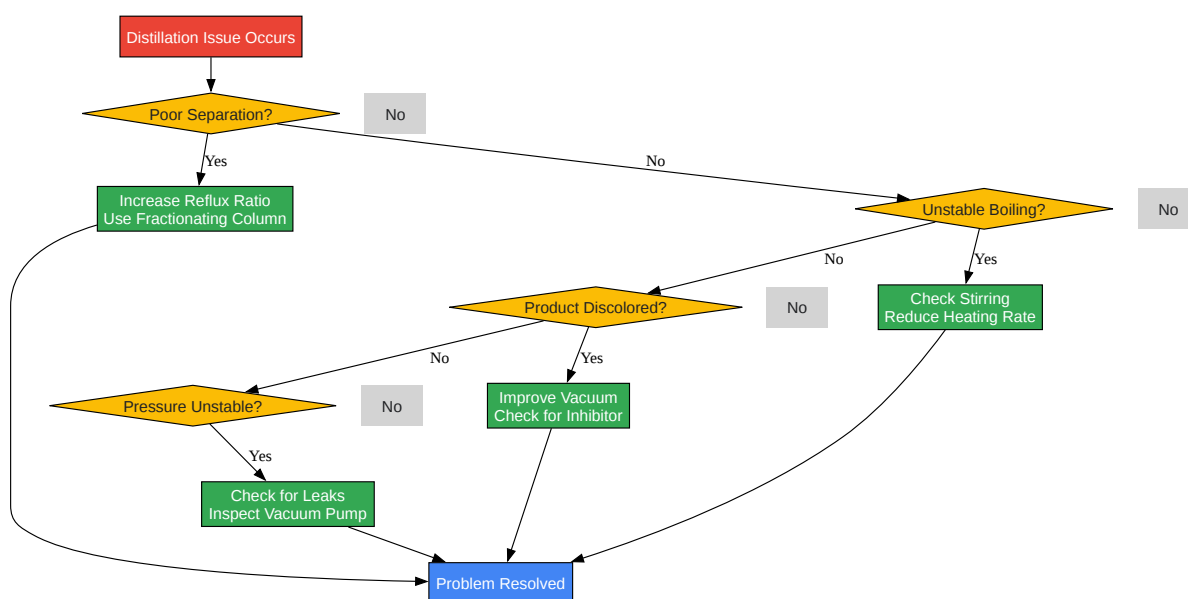 Distillation Issue Occurs
Poor Separation?
No
Yes
No
Increase Reflux Ratio
Use Fractionating Column
Unstable Boiling?
No
No
Yes
Product Discolored?
No
Check Stirring
Reduce Heating Rate
No
Yes
Pressure Unstable?
No
Improve Vacuum
Check for Inhibitor
Yes
Check for Leaks
Inspect Vacuum Pump
Problem Resolved